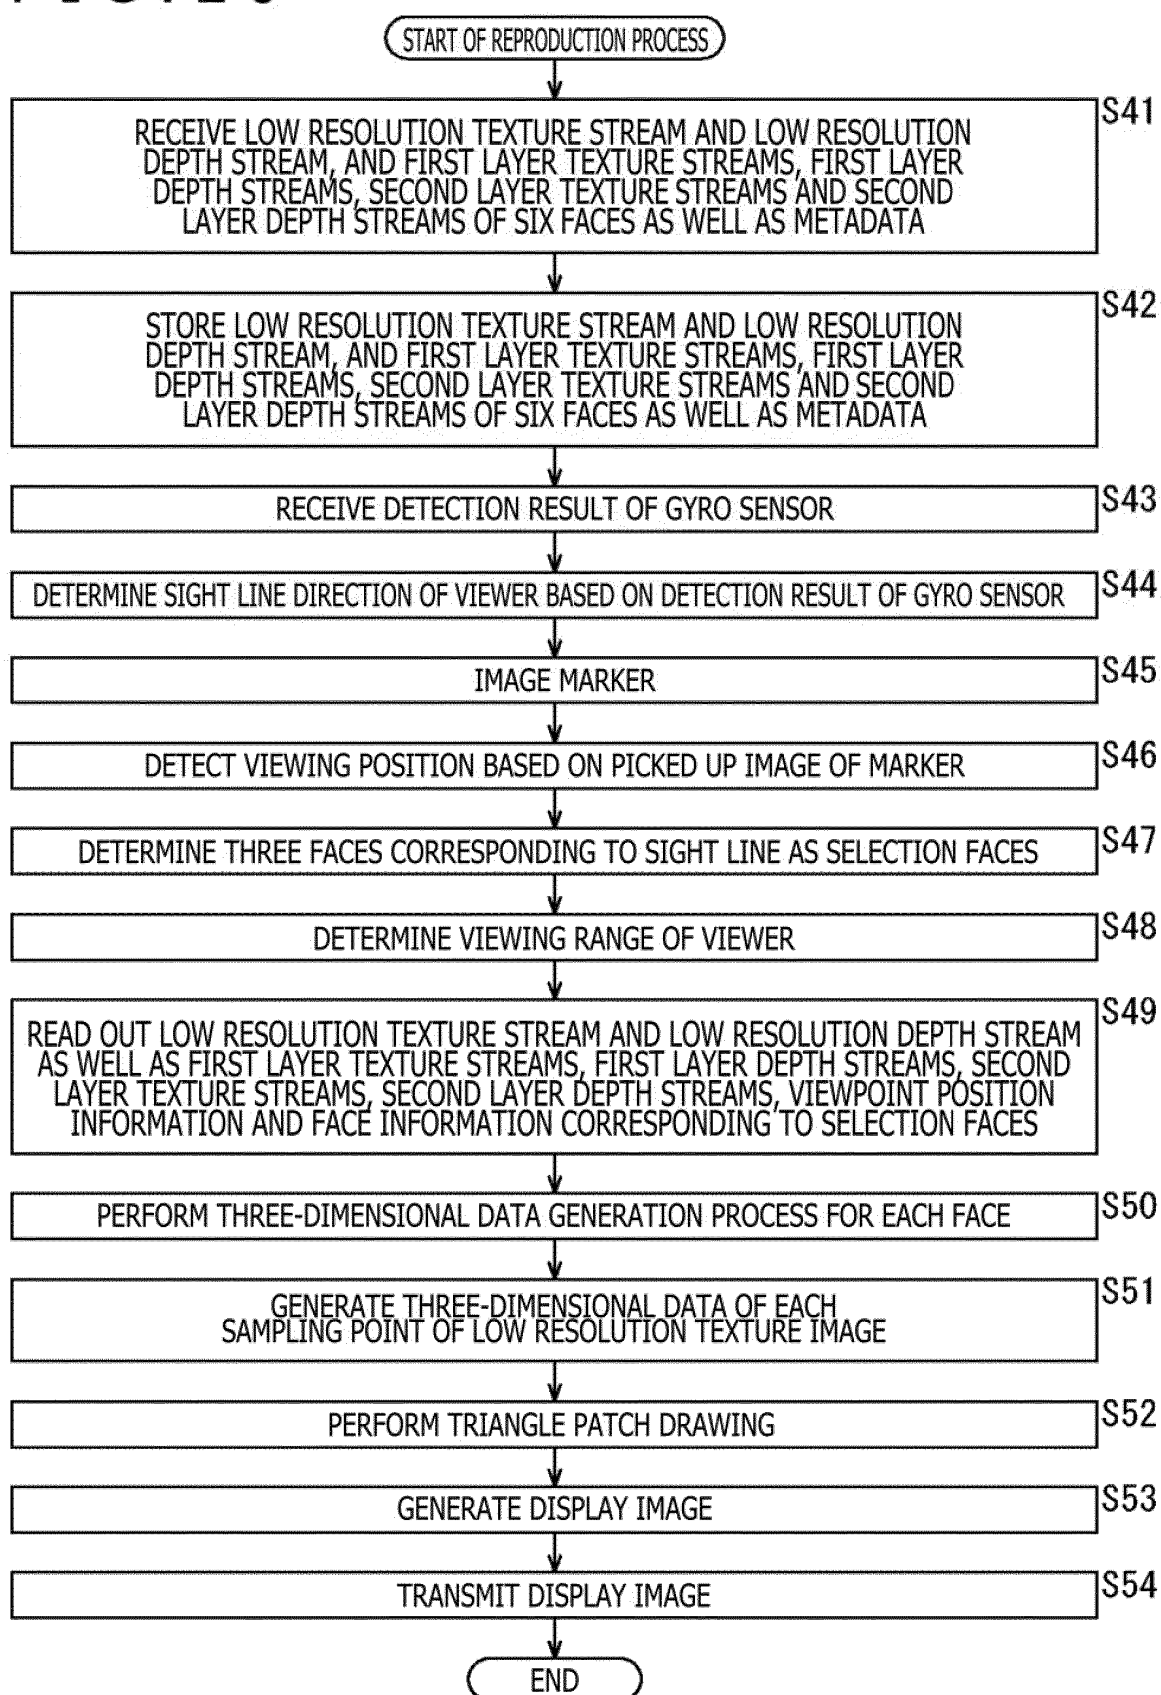 START OF REPRODUCTION PROCESS
S41
RECEIVE LOW RESOLUTION TEXTURE STREAM AND LOW RESOLUTION
DEPTH STREAM, AND FIRST LAYER TEXTURE STREAMS, FIRST LAYER
DEPTH STREAMS, SECOND LAYER TEXTURE STREAMS AND SECOND
LAYER DEPTH STREAMS OF SIX FACES AS WELL AS METADATA
S42
STORE LOW RESOLUTION TEXTURE STREAM AND LOW RESOLUTION
DEPTH STREAM, AND FIRST LAYER TEXTURE STREAMS, FIRST LAYER
DEPTH STREAMS, SECOND LAYER TEXTURE STREAMS AND SECOND
LAYER DEPTH STREAMS OF SIX FACES AS WELL AS METADATA
S43
RECEIVE DETECTION RESULT OF GYRO SENSOR
S44
DETERMINE SIGHT LINE DIRECTION OF VIEWER BASED ON DETECTION RESULT OF GYRO SENSOR
S45
IMAGE MARKER
S46
DETECT VIEWING POSITION BASED ON PICKED UP IMAGE OF MARKER
S47
DETERMINE THREE FACES CORRESPONDING TO SIGHT LINE AS SELECTION FACES
S48
DETERMINE VIEWING RANGE OF VIEWER
S49
READ OUT LOW RESOLUTION TEXTURE STREAM AND LOW RESOLUTION DEPTH STREAM
AS WELL AS FIRST LAYER TEXTURE STREAMS, FIRST LAYER DEPTH STREAMS, SECOND
LAYER TEXTURE STREAMS, SECOND LAYER DEPTH STREAMS, VIEWPOINT POSITION
INFORMATION AND FACE INFORMATION CORRESPONDING TO SELECTION FACES
S50
PERFORM THREE-DIMENSIONAL DATA GENERATION PROCESS FOR EACH FACE
S51
GENERATE THREE-DIMENSIONAL DATA OF EACH
SAMPLING POINT OF LOW RESOLUTION TEXTURE IMAGE
S52
PERFORM TRIANGLE PATCH DRAWING
S53
GENERATE DISPLAY IMAGE
S54
TRANSMIT DISPLAY IMAGE
END